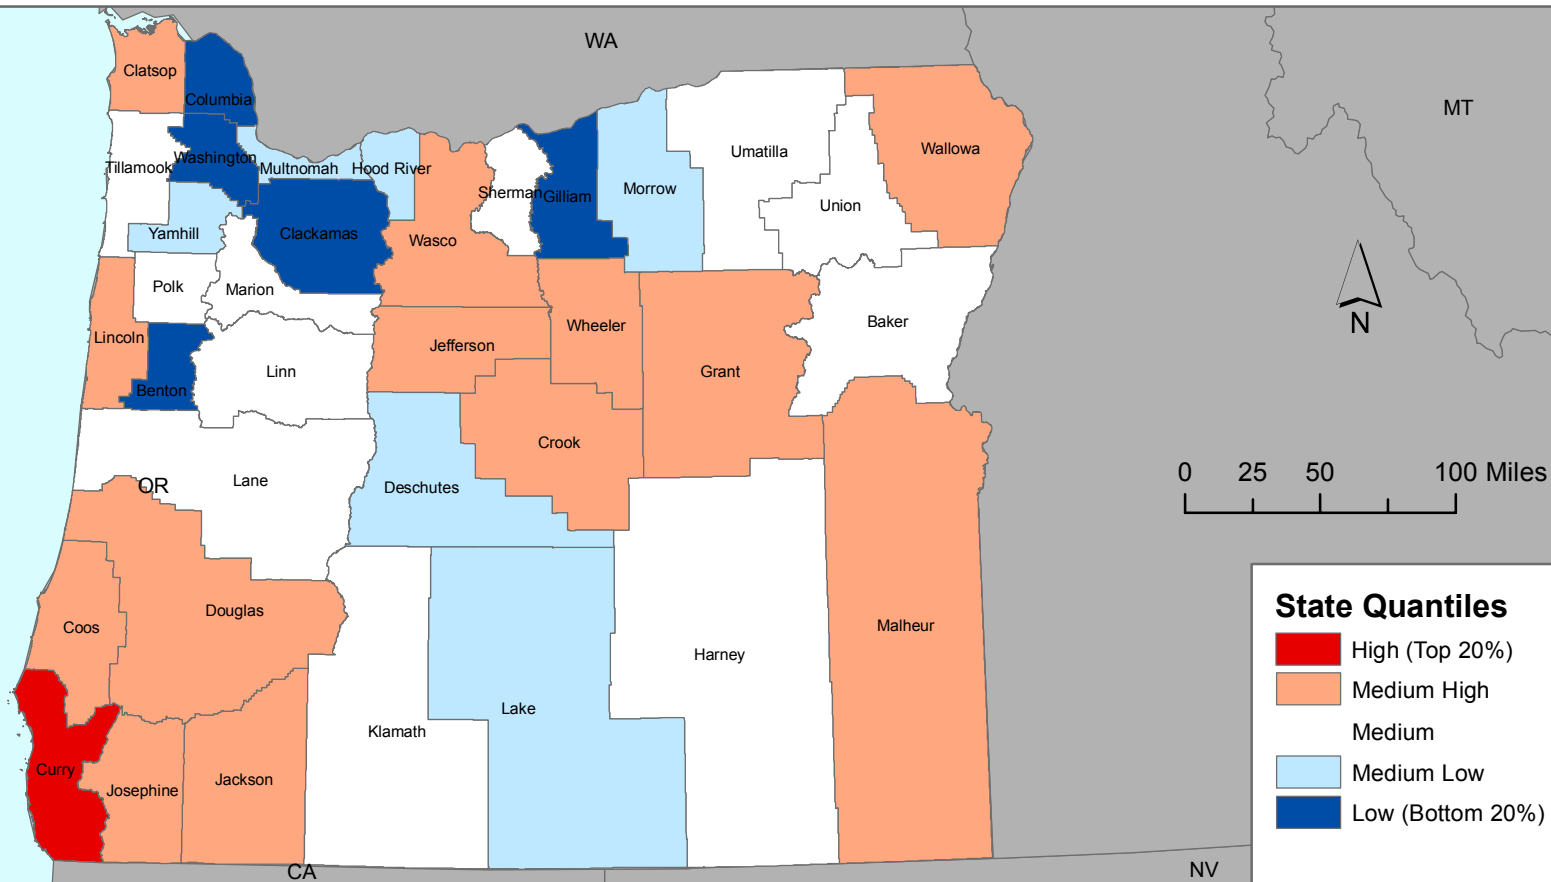 WA
Clatsop
MT
Columbia
Wallowa
Umatilla
Washington
Tillamook
Multnomah
Hood River
Morrow
Sherman
Gilliam
Union
Yamhill
Clackamas
Wasco
Polk
Marion
Baker
N
Wheeler
Lincoln
Jefferson
Linn
Grant
Benton
Crook
0 25 50 100 Miles
Lane
OR
Deschutes
State Quantiles
Douglas
Coos
Malheur
High (Top 20%)
Harney
Medium High
Lake
Klamath
Medium
Curry
Medium Low
Jackson
Josephine
Low (Bottom 20%)
CA
NV